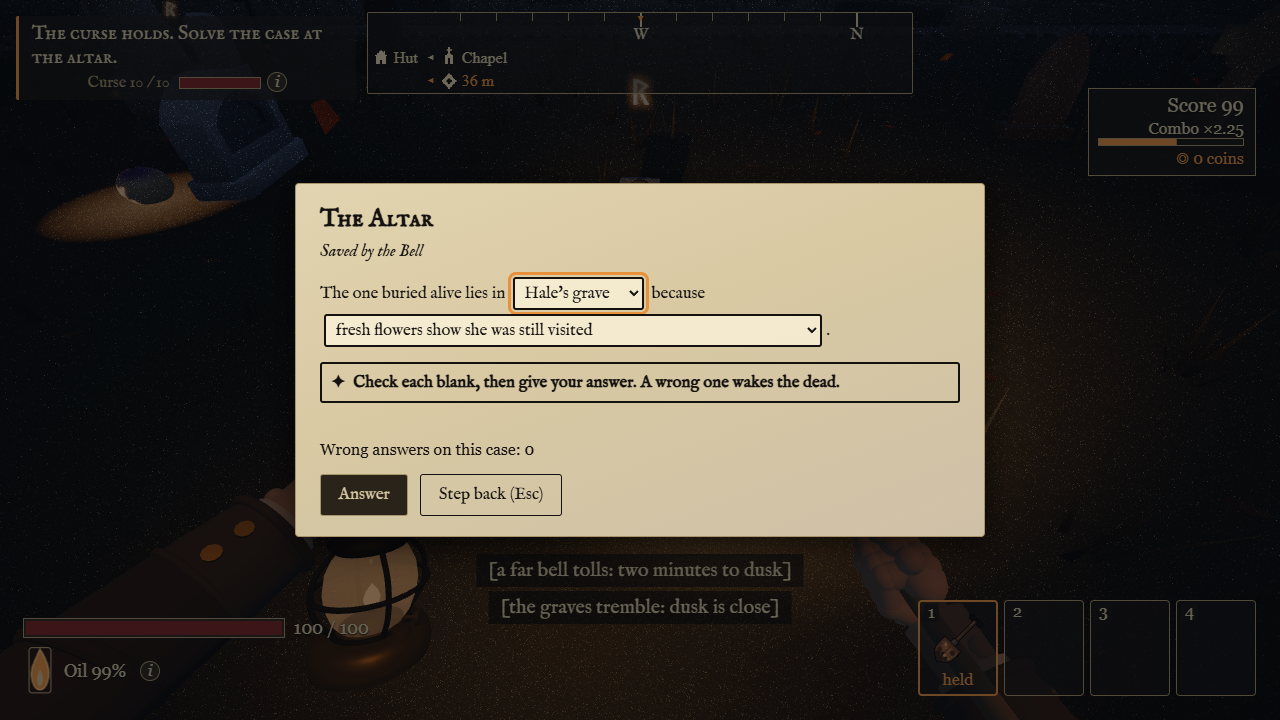 The curse holds. Solve the case at
the altar.
Curse 10/10 i
W N
Hut Chapel
36 m
R
R
Score 99
Combo ×2.25
© 0 coins
The Altar
Saved by the Bell
The one buried alive lies in Hale's grave because
fresh flowers show she was still visited .
✦ Check each blank, then give your answer. A wrong one wakes the dead.
Wrong answers on this case: 0
Answer Step back (Esc)
[a far bell tolls: two minutes to dusk]
[the graves tremble: dusk is close]
100 / 100
Oil 99% i
1 2 3 4
held